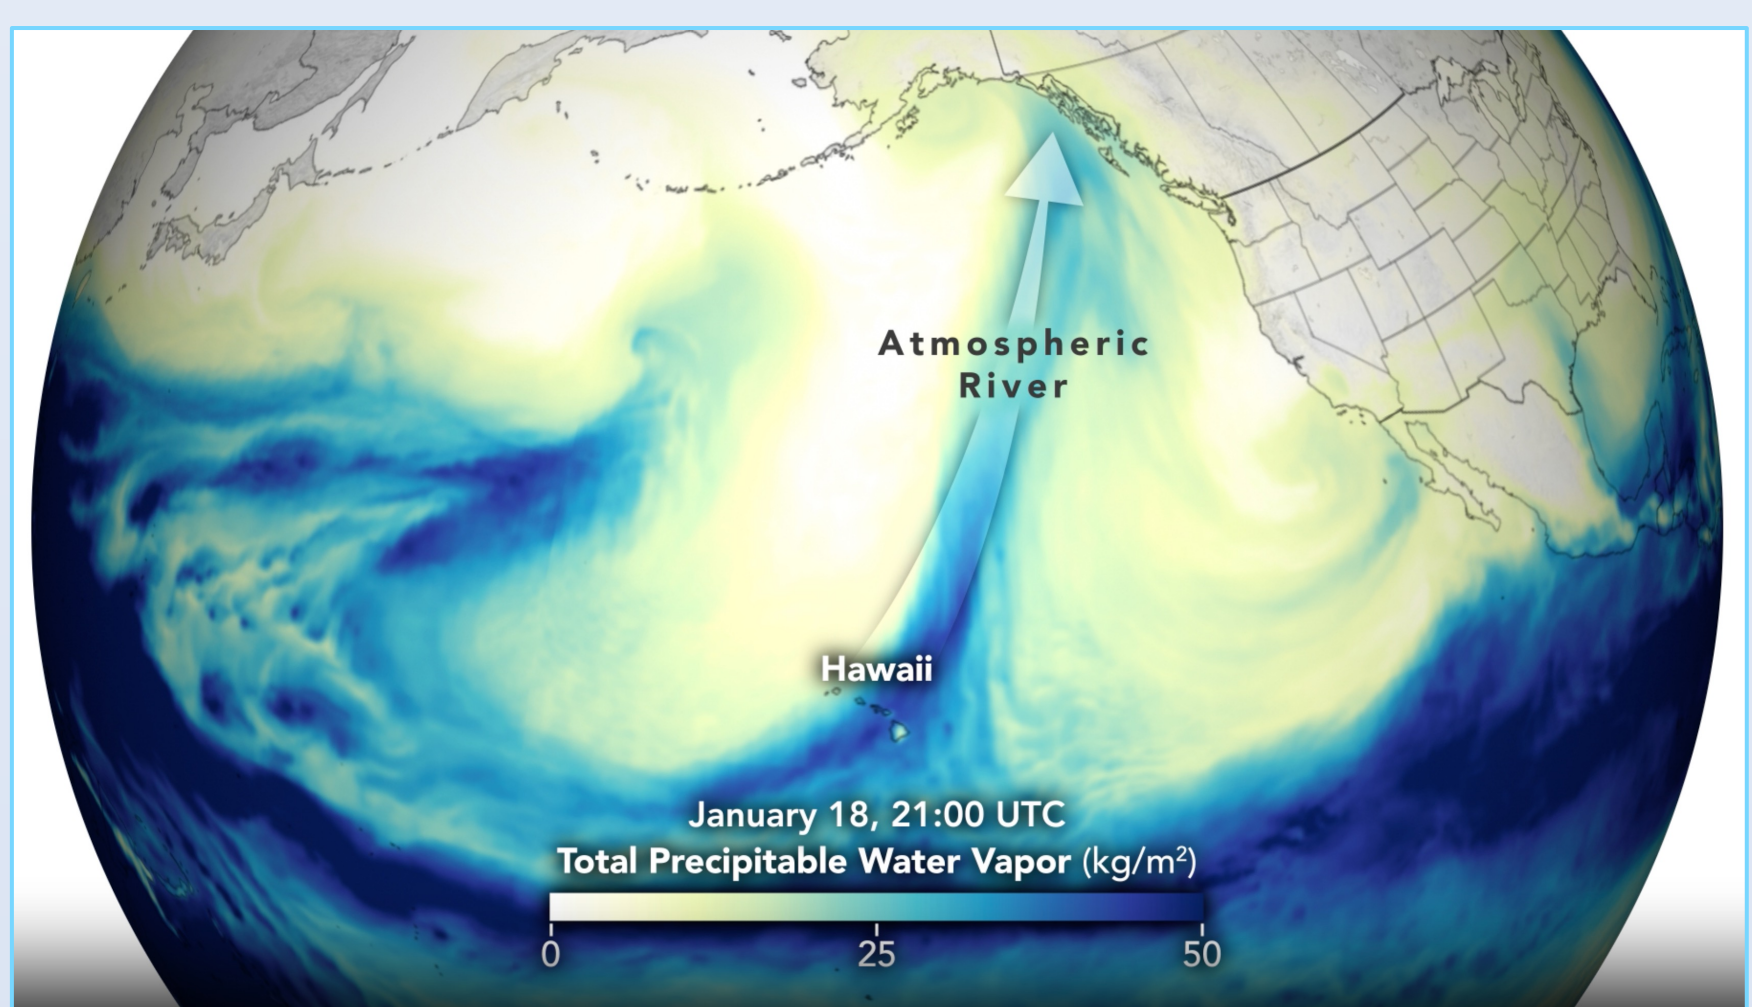 Atmospheric
River
Hawaii
January 18, 21:00 UTC
Total Precipitable Water Vapor (kg/m²)
0 25 50